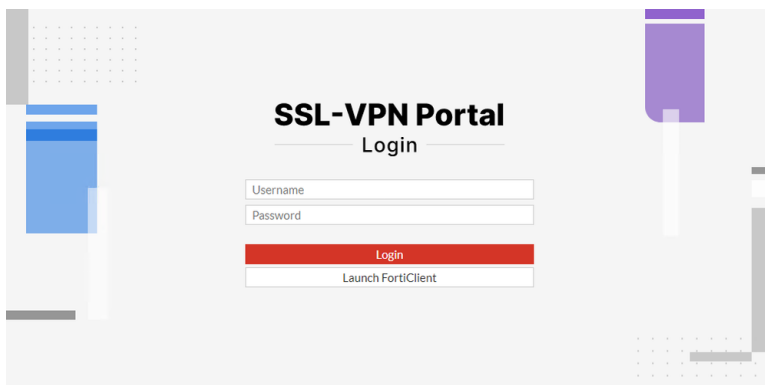 SSL-VPN Portal
Login
Username
Password
Login
Launch FortiClient